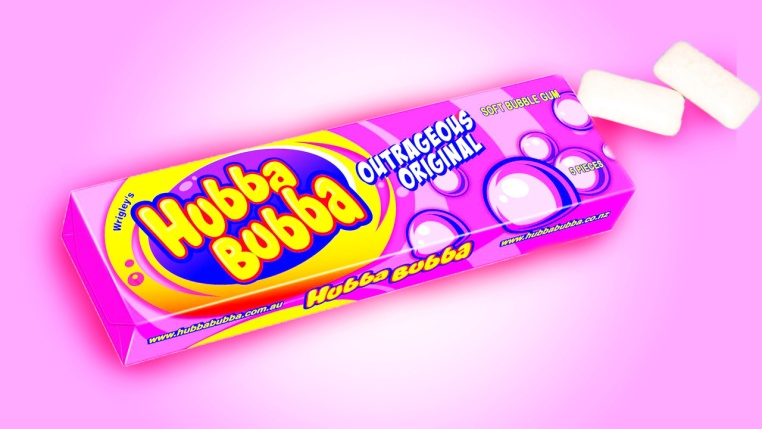 Wrigley's
Hubba
Bubba
OUTRAGEOUS
ORIGINAL
SOFT BUBBLE GUM
5 PIECES
www.hubbabubba.com.au
Hubba Bubba
www.hubbabubba.co.nz